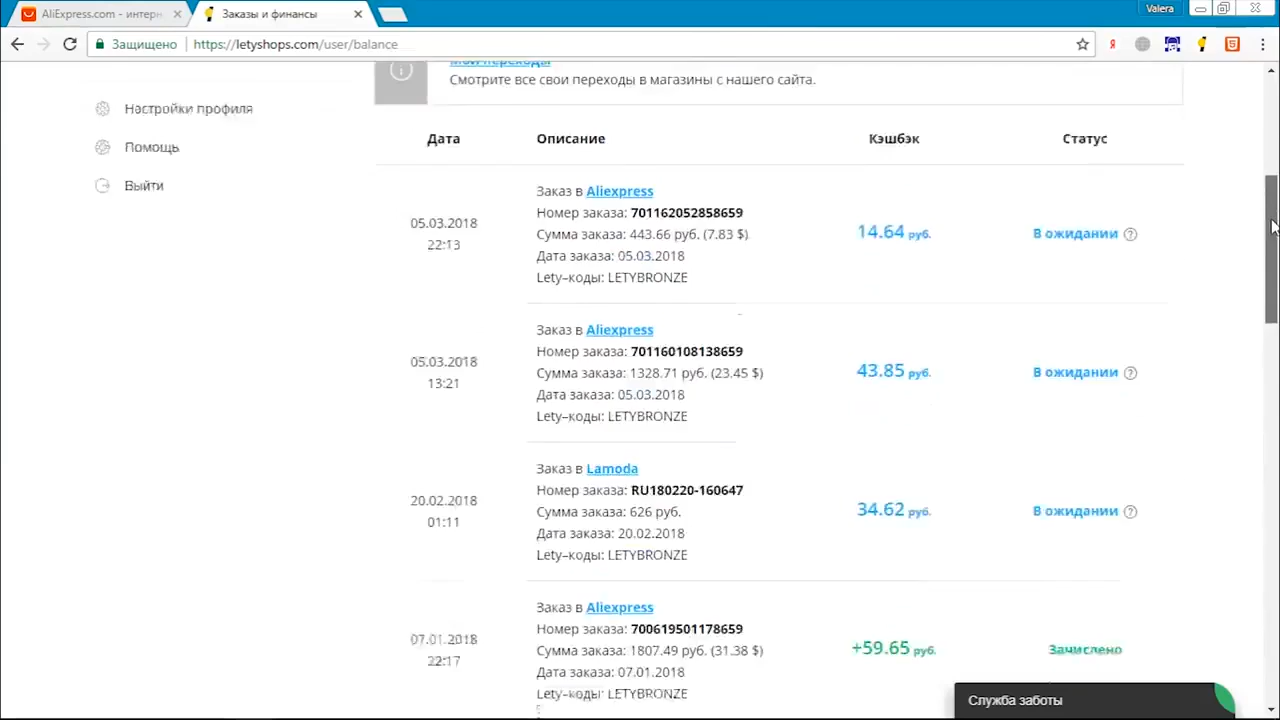 AliExpress.com – интерн
Заказы и финансы
Valera
Защищено
https://letyshops.com/user/balance
Мои переходы
Смотрите все свои переходы в магазины с нашего сайта.
Настройки профиля
Помощь
Выйти
Дата Описание Кэшбэк Статус
Заказ в Aliexpress
Номер заказа: 701162052858659
05.03.2018
22:13
Сумма заказа: 443.66 руб. (7.83 $)
Дата заказа: 05.03.2018
Lety–коды: LETYBRONZE
14.64 руб.
В ожидании ?
Заказ в Aliexpress
Номер заказа: 701160108138659
05.03.2018
13:21
Сумма заказа: 1328.71 руб. (23.45 $)
Дата заказа: 05.03.2018
Lety–коды: LETYBRONZE
43.85 руб.
В ожидании ?
Заказ в Lamoda
Номер заказа: RU180220-160647
20.02.2018
01:11
Сумма заказа: 626 руб.
Дата заказа: 20.02.2018
Lety–коды: LETYBRONZE
34.62 руб.
В ожидании ?
Заказ в Aliexpress
Номер заказа: 700619501178659
07.01.2018
22:17
Сумма заказа: 1807.49 руб. (31.38 $)
Дата заказа: 07.01.2018
Lety–коды: LETYBRONZE
+59.65 руб.
Зачислено
Служба заботы